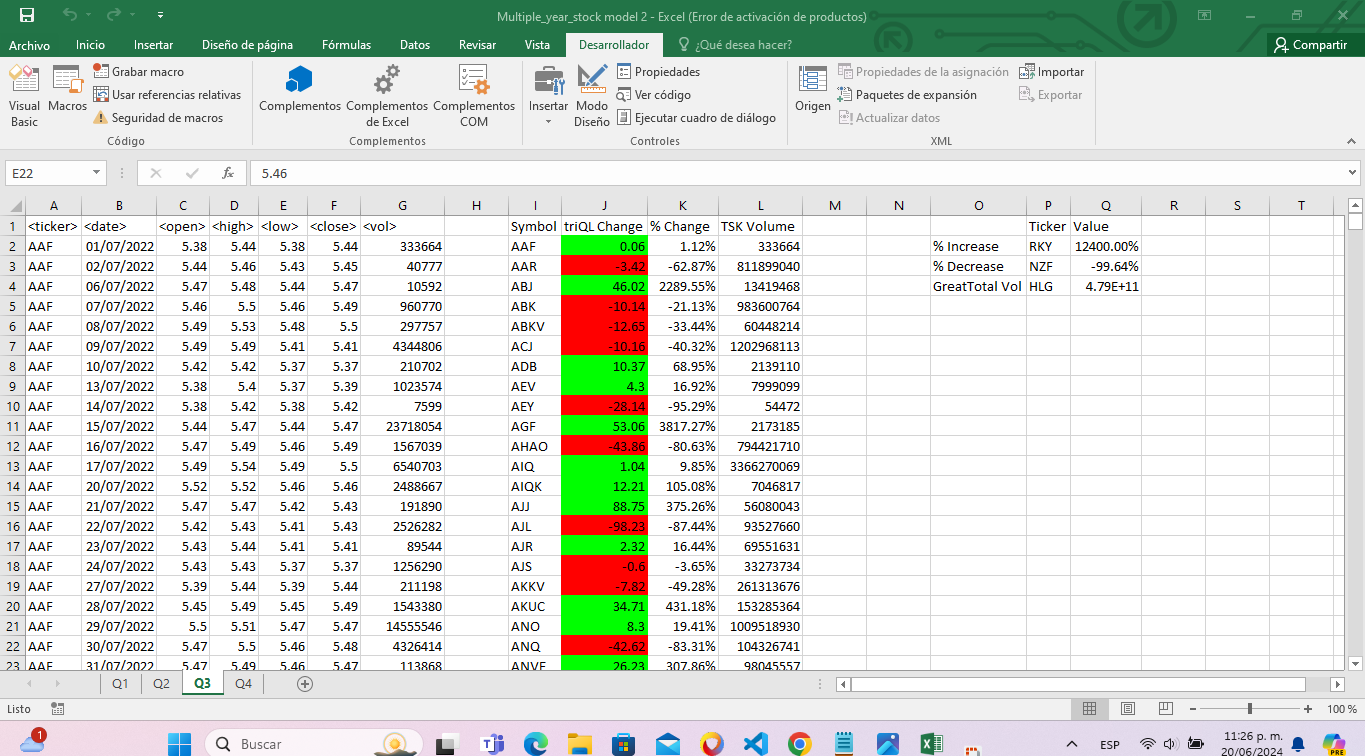 Multiple_year_stock model 2 - Excel (Error de activación de productos)
Archivo Inicio Insertar Diseño de página Fórmulas Datos Revisar Vista Desarrollador ¿Qué desea hacer? Compartir
Visual Basic
Macros
Grabar macro
Usar referencias relativas
Seguridad de macros
Código
Complementos
Complementos de Excel
Complementos COM
Complementos
Insertar
Modo Diseño
Propiedades
Ver código
Ejecutar cuadro de diálogo
Controles
Origen
Propiedades de la asignación
Paquetes de expansión
Actualizar datos
Importar
Exportar
XML
E22 fx 5.46
A B C D E F G H I J K L M N O P Q R S T
1 <ticker> <date> <open> <high> <low> <close> <vol> Symbol triQL Change % Change TSK Volume Ticker Value
2 AAF 01/07/2022 5.38 5.44 5.38 5.44 333664 AAF 0.06 1.12% 333664 % Increase RKY 12400.00%
3 AAF 02/07/2022 5.44 5.46 5.43 5.45 40777 AAR -3.42 -62.87% 811899040 % Decrease NZF -99.64%
4 AAF 06/07/2022 5.47 5.48 5.44 5.47 10592 ABJ 46.02 2289.55% 13419468 GreatTotal Vol HLG 4.79E+11
5 AAF 07/07/2022 5.46 5.5 5.46 5.49 960770 ABK -10.14 -21.13% 983600764
6 AAF 08/07/2022 5.49 5.53 5.48 5.5 297757 ABKV -12.65 -33.44% 60448214
7 AAF 09/07/2022 5.49 5.49 5.41 5.41 4344806 ACJ -10.16 -40.32% 1202968113
8 AAF 10/07/2022 5.42 5.42 5.37 5.37 210702 ADB 10.37 68.95% 2139110
9 AAF 13/07/2022 5.38 5.4 5.37 5.39 1023574 AEV 4.3 16.92% 7999099
10 AAF 14/07/2022 5.38 5.42 5.38 5.42 7599 AEY -28.14 -95.29% 54472
11 AAF 15/07/2022 5.44 5.47 5.44 5.47 23718054 AGF 53.06 3817.27% 2173185
12 AAF 16/07/2022 5.47 5.49 5.46 5.49 1567039 AHAO -43.86 -80.63% 794421710
13 AAF 17/07/2022 5.49 5.54 5.49 5.5 6540703 AIQ 1.04 9.85% 3366270069
14 AAF 20/07/2022 5.52 5.52 5.46 5.46 2488667 AIQK 12.21 105.08% 7046817
15 AAF 21/07/2022 5.47 5.47 5.42 5.43 191890 AJJ 88.75 375.26% 56080043
16 AAF 22/07/2022 5.42 5.43 5.41 5.43 2526282 AJL -98.23 -87.44% 93527660
17 AAF 23/07/2022 5.43 5.44 5.41 5.41 89544 AJR 2.32 16.44% 69551631
18 AAF 24/07/2022 5.43 5.43 5.37 5.37 1256290 AJS -0.6 -3.65% 33273734
19 AAF 27/07/2022 5.39 5.44 5.39 5.44 211198 AKKV -7.82 -49.28% 261313676
20 AAF 28/07/2022 5.45 5.49 5.45 5.49 1543380 AKUC 34.71 431.18% 153285364
21 AAF 29/07/2022 5.5 5.51 5.47 5.47 14555546 ANO 8.3 19.41% 1009518930
22 AAF 30/07/2022 5.47 5.5 5.46 5.48 4326414 ANQ -42.62 -83.31% 104326741
23 AAF 31/07/2022 5.47 5.49 5.46 5.47 113868 ANVF 26.23 307.86% 98045557
Q1 Q2 Q3 Q4
Listo 100 %
1 Buscar ESP 11:26 p. m.
20/06/2024
PRE